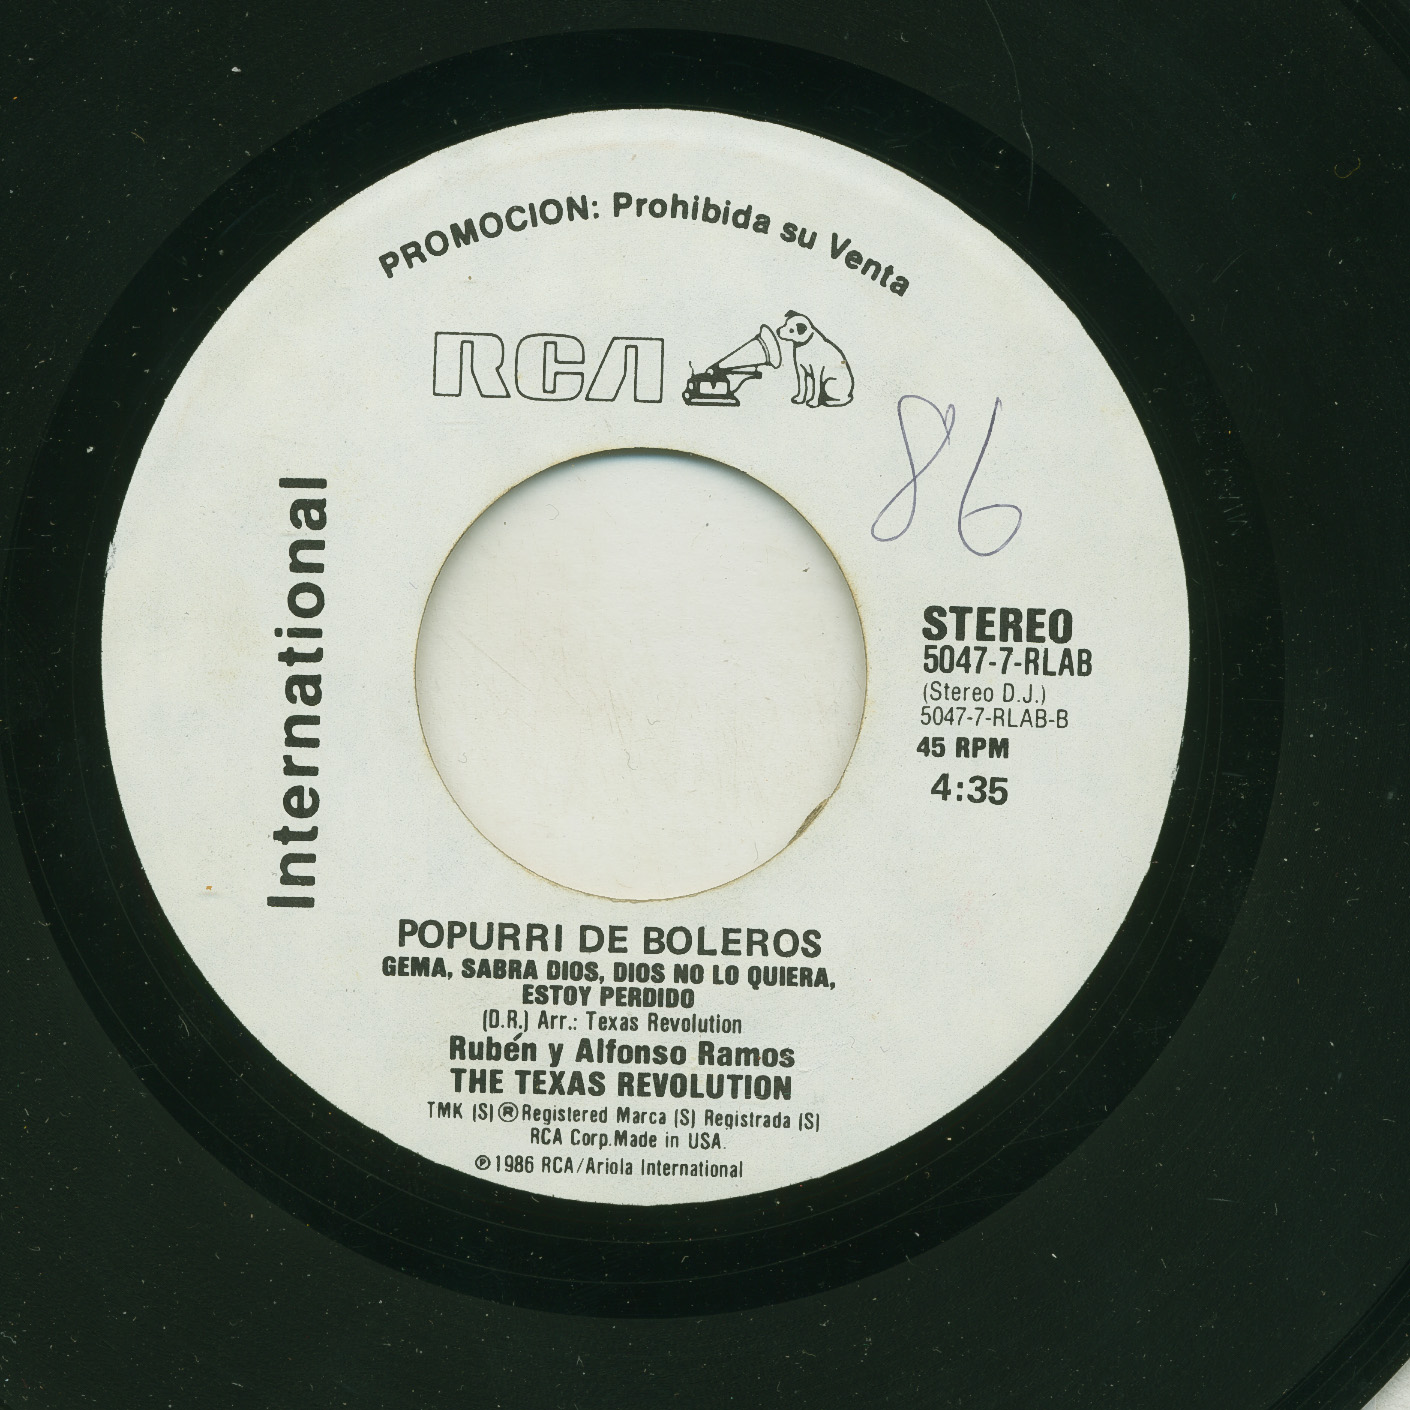 PROMOCION: Prohibida su Venta
RCA
86
International
STEREO
5047-7-RLAB
(Stereo D.J.)
5047-7-RLAB-B
45 RPM
4:35
POPURRI DE BOLEROS
GEMA, SABRA DIOS, DIOS NO LO QUIERA,
ESTOY PERDIDO
(D.R.) Arr.: Texas Revolution
Rubén y Alfonso Ramos
THE TEXAS REVOLUTION
TMK (S) ® Registered Marca (S) Registrada (S)
RCA Corp. Made in USA.
℗ 1986 RCA/Ariola International